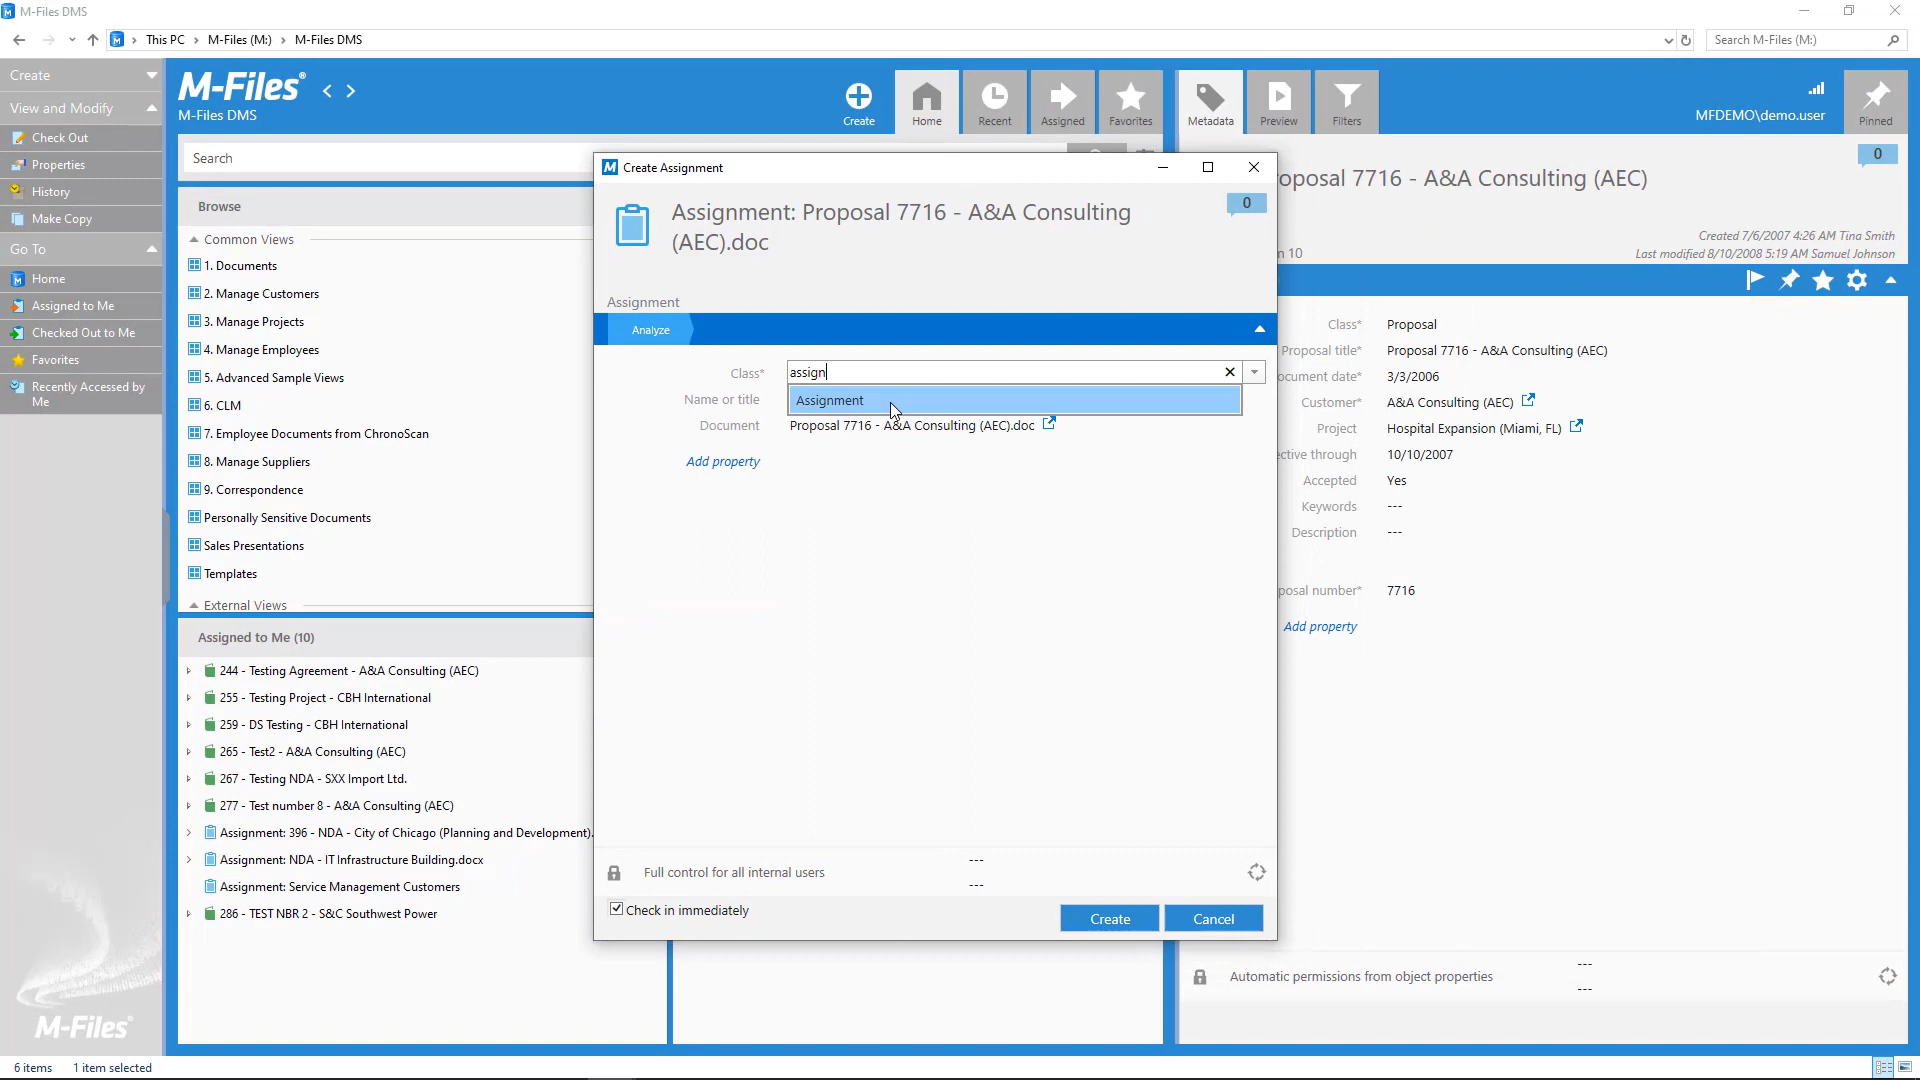 M-Files DMS
This PC
M-Files (M:)
M-Files DMS
Search M-Files (M:)
Create
View and Modify
Check Out
Properties
History
Make Copy
Go To
Home
Assigned to Me
Checked Out to Me
Favorites
Recently Accessed by
Me
M-Files
M-Files®
M-Files DMS
Create
Home
Recent
Assigned
Favorites
Metadata
Preview
Filters
MFDEMO\demo.user
Pinned
Search
Browse
Common Views
1. Documents
2. Manage Customers
3. Manage Projects
4. Manage Employees
5. Advanced Sample Views
6. CLM
7. Employee Documents from ChronoScan
8. Manage Suppliers
9. Correspondence
Personally Sensitive Documents
Sales Presentations
Templates
External Views
Assigned to Me (10)
244 - Testing Agreement - A&A Consulting (AEC)
255 - Testing Project - CBH International
259 - DS Testing - CBH International
265 - Test2 - A&A Consulting (AEC)
267 - Testing NDA - SXX Import Ltd.
277 - Test number 8 - A&A Consulting (AEC)
Assignment: 396 - NDA - City of Chicago (Planning and Development).
Assignment: NDA - IT Infrastructure Building.docx
Assignment: Service Management Customers
286 - TEST NBR 2 - S&C Southwest Power
Create Assignment
0
Assignment: Proposal 7716 - A&A Consulting
(AEC).doc
Assignment
Analyze
Class* assign
Assignment
Name or title
Document Proposal 7716 - A&A Consulting (AEC).doc
Add property
Full control for all internal users
---
---
Check in immediately
Create
Cancel
0
oposal 7716 - A&A Consulting (AEC)
Created 7/6/2007 4:26 AM Tina Smith
n 10
Last modified 8/10/2008 5:19 AM Samuel Johnson
Class* Proposal
Proposal title* Proposal 7716 - A&A Consulting (AEC)
ocument date* 3/3/2006
Customer* A&A Consulting (AEC)
Project Hospital Expansion (Miami, FL)
ective through 10/10/2007
Accepted Yes
Keywords ---
Description ---
posal number* 7716
Add property
Automatic permissions from object properties
---
---
6 items
1 item selected